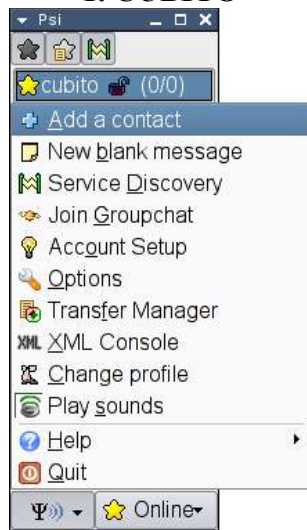 Psi
cubito (0/0)
Add a contact
New blank message
Service Discovery
Join Groupchat
Account Setup
Options
Transfer Manager
XML XML Console
Change profile
Play sounds
Help
Quit
Ψ Online